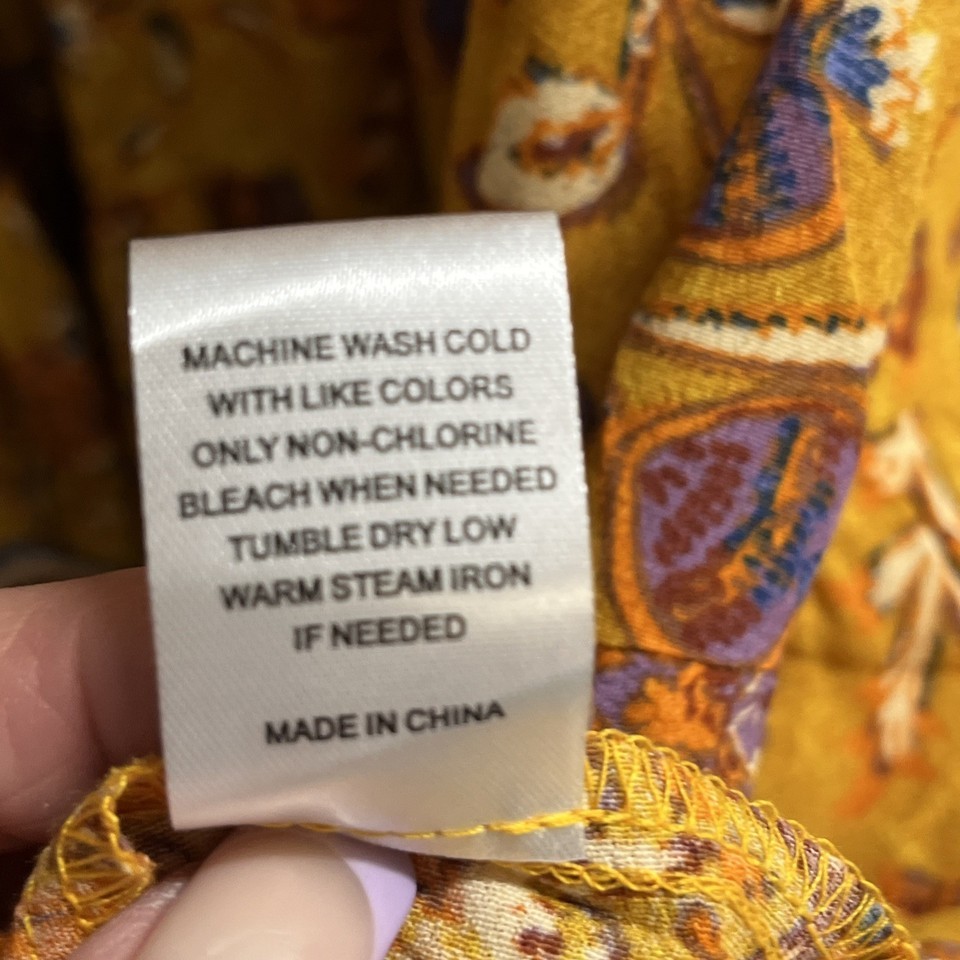 MACHINE WASH COLD
WITH LIKE COLORS
ONLY NON-CHLORINE
BLEACH WHEN NEEDED
TUMBLE DRY LOW
WARM STEAM IRON
IF NEEDED
MADE IN CHINA